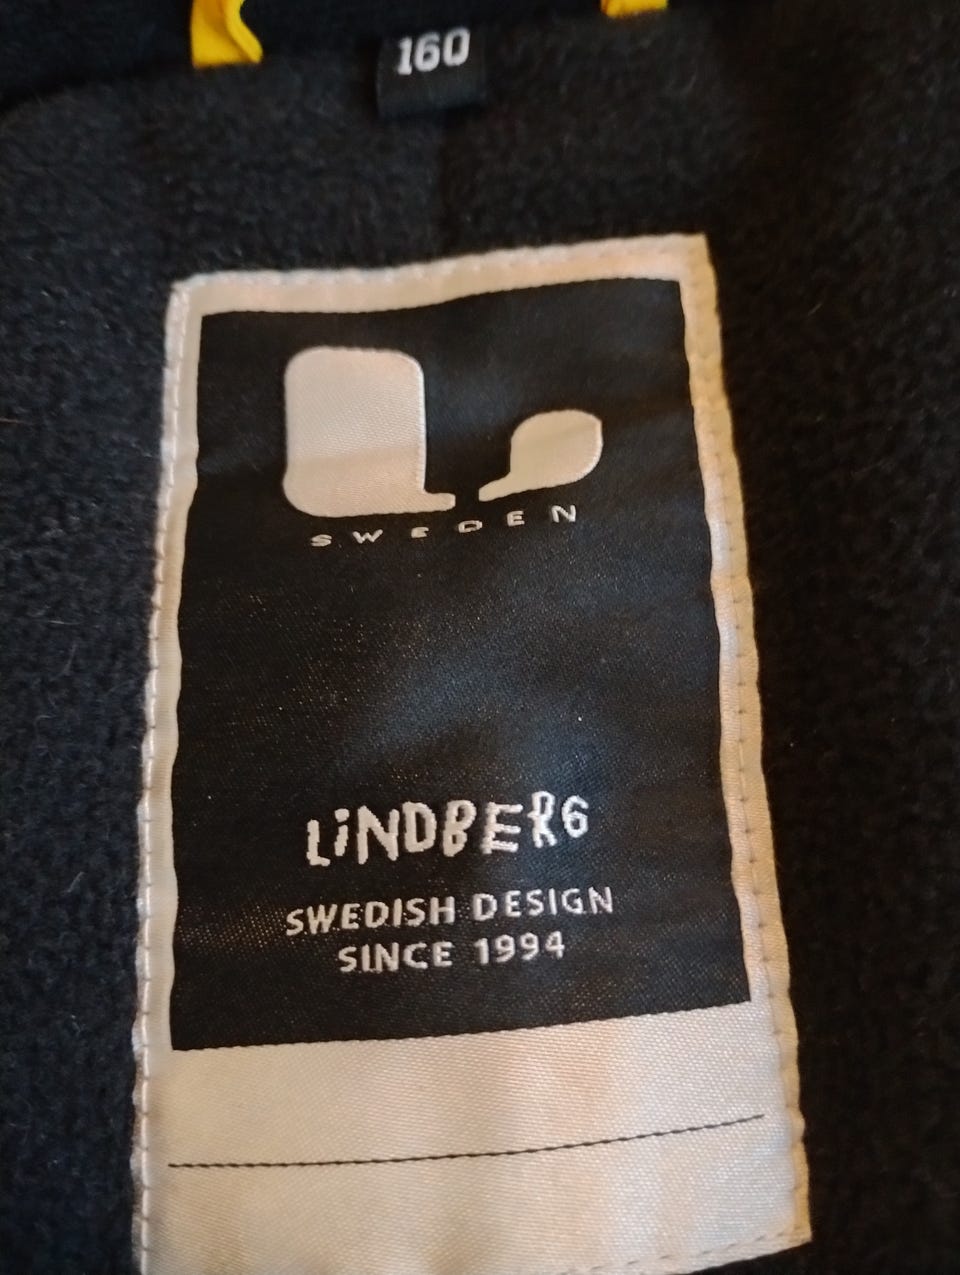 160
SWEDEN
LiNDBERG
SWEDISH DESIGN
SINCE 1994